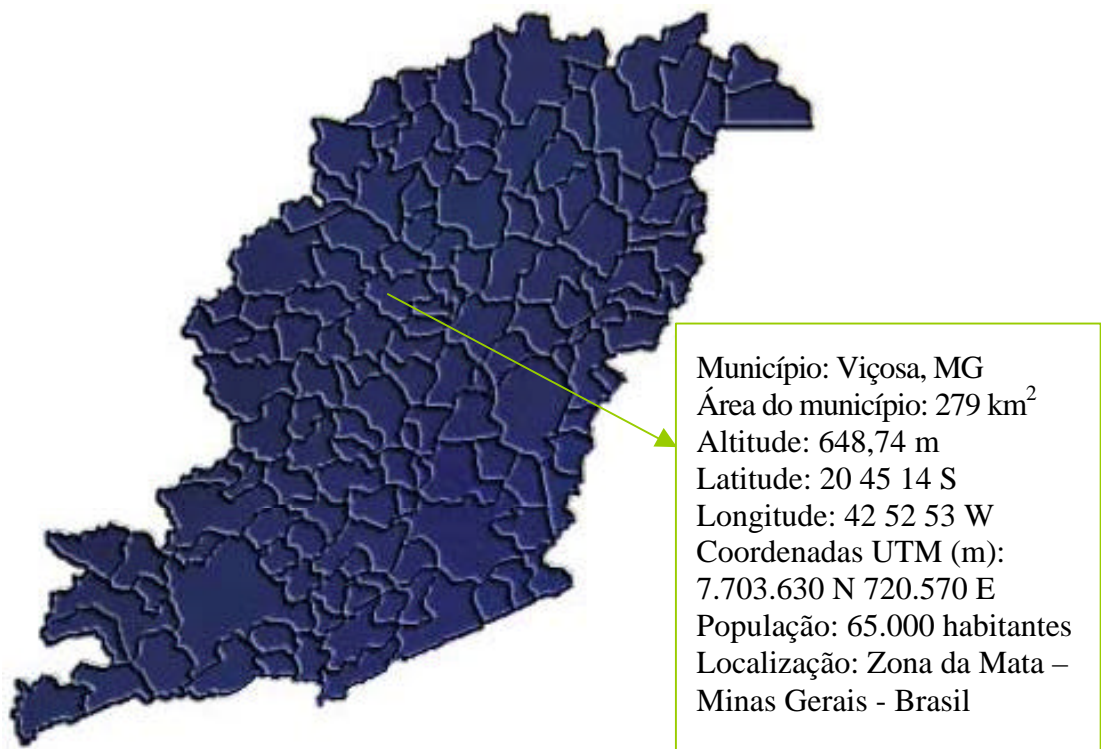 Município: Viçosa, MG
Área do município: 279 km²
Altitude: 648,74 m
Latitude: 20 45 14 S
Longitude: 42 52 53 W
Coordenadas UTM (m):
7.703.630 N 720.570 E
População: 65.000 habitantes
Localização: Zona da Mata –
Minas Gerais - Brasil